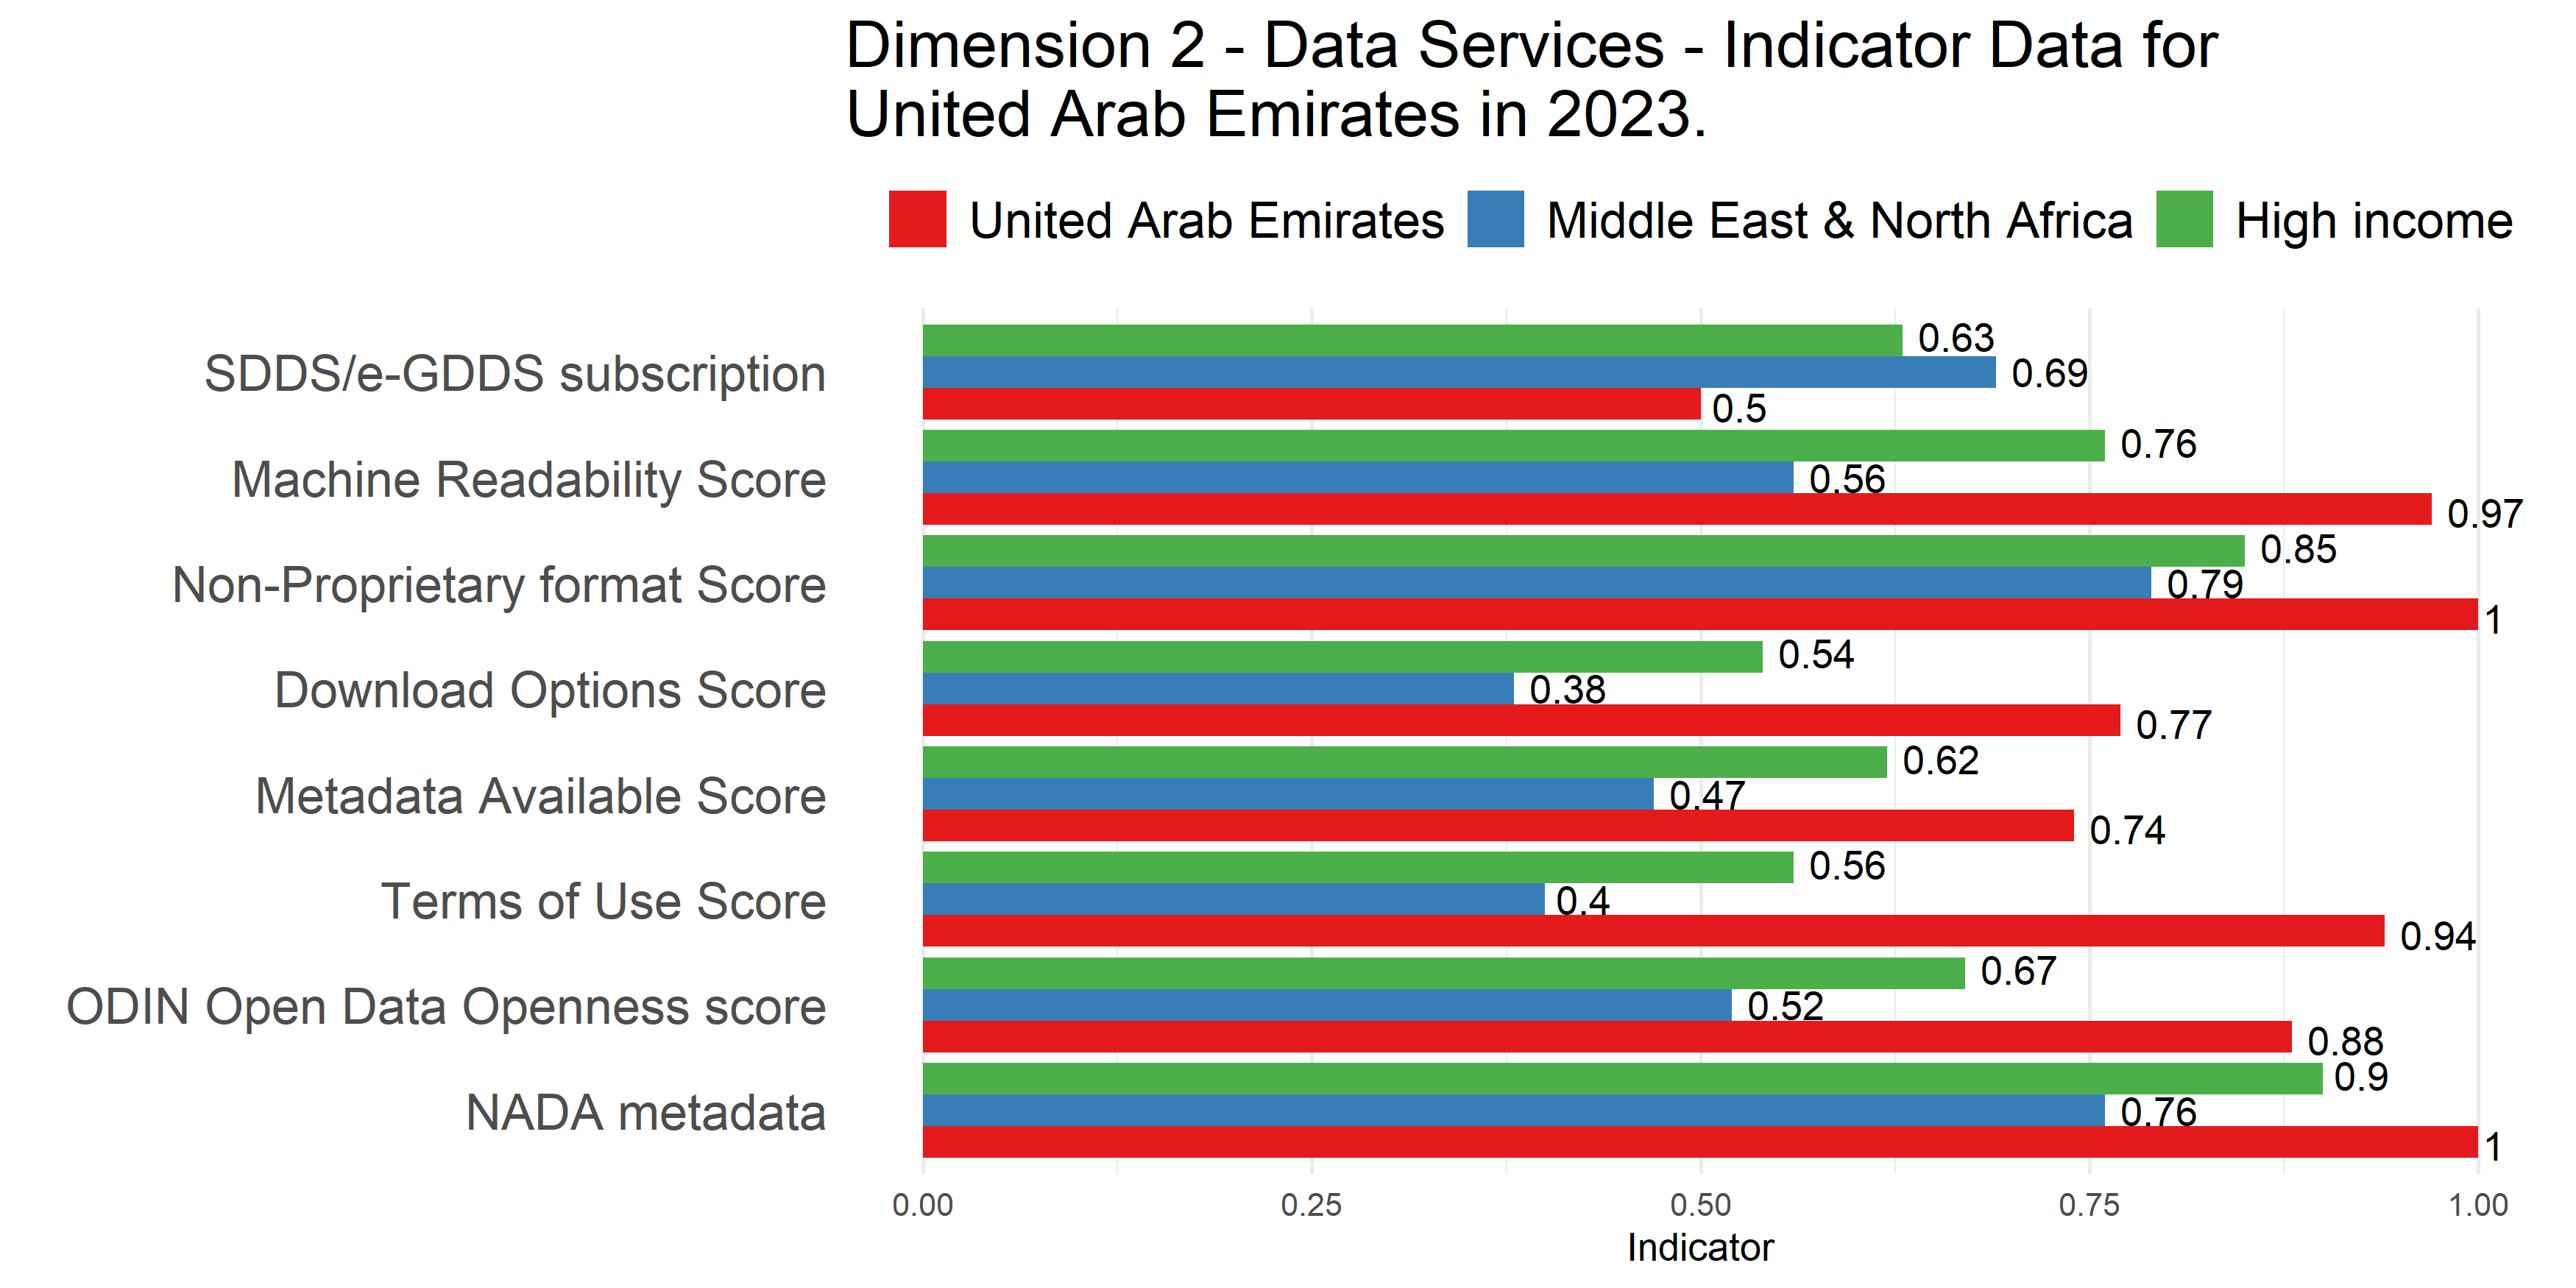 Dimension 2 - Data Services - Indicator Data for
United Arab Emirates in 2023.
United Arab Emirates Middle East & North Africa High income
SDDS/e-GDDS subscription
0.63
0.69
0.5
Machine Readability Score
0.76
0.56
0.97
Non-Proprietary format Score
0.85
0.79
1
Download Options Score
0.54
0.38
0.77
Metadata Available Score
0.62
0.47
0.74
Terms of Use Score
0.56
0.4
0.94
ODIN Open Data Openness score
0.67
0.52
0.88
NADA metadata
0.9
0.76
1
0.00 0.25 0.50 0.75 1.00
Indicator